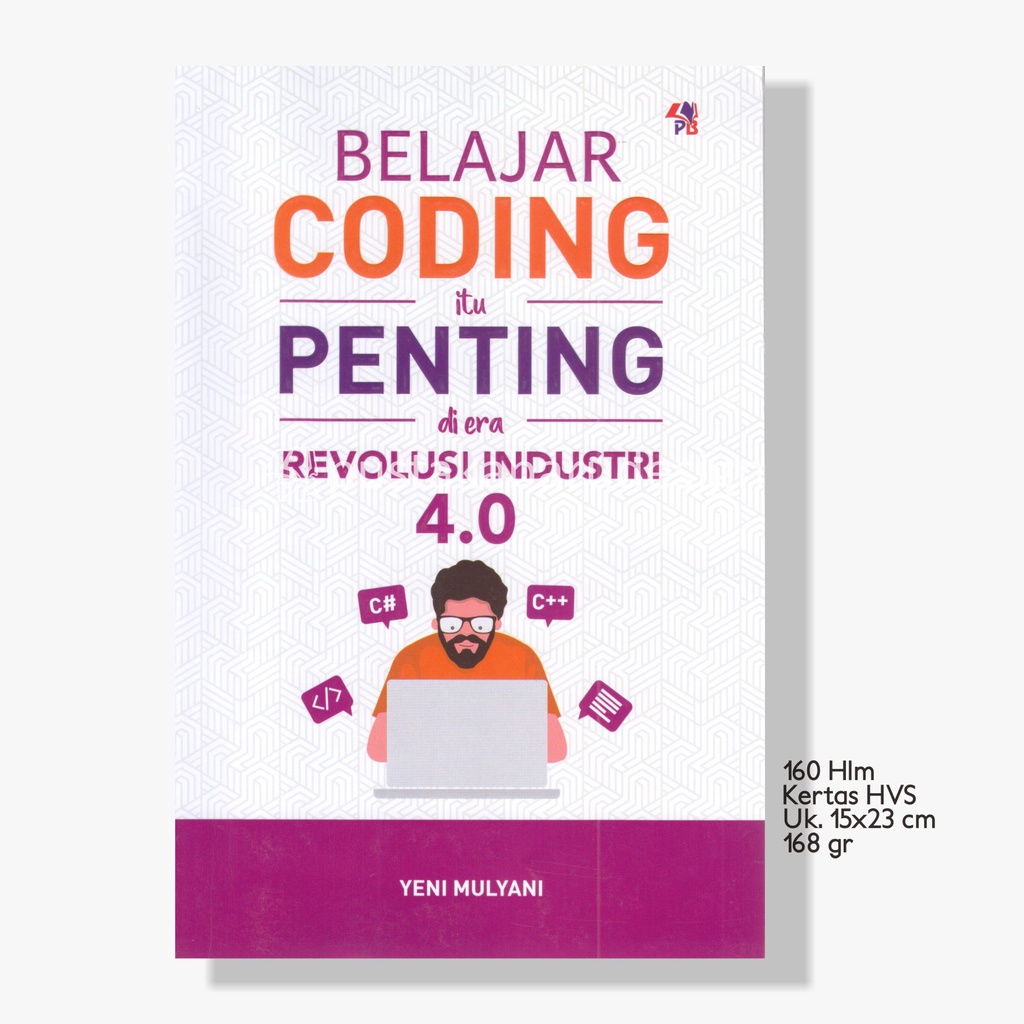 BELAJAR
CODING
itu
PENTING
di era
REVOLUSI INDUSTRI
4.0
C#
C++
</>
YENI MULYANI
PB
160 Hlm
Kertas HVS
Uk. 15x23 cm
168 gr